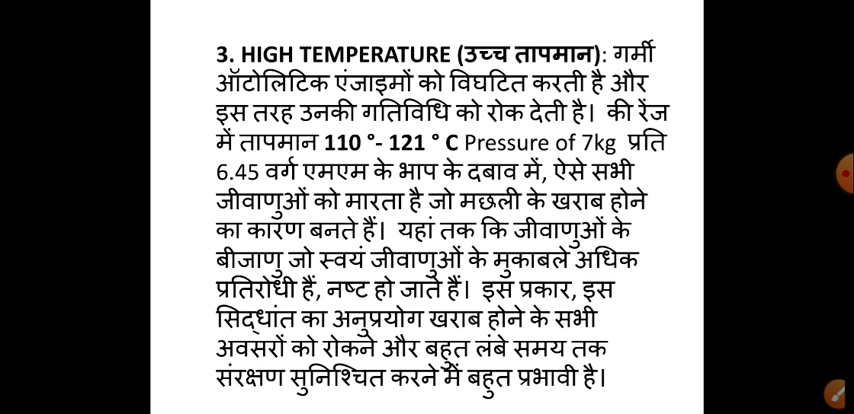 3. HIGH TEMPERATURE (उच्च तापमान): गर्मी
ऑटोलिटिक एंजाइमों को विघटित करती है और
इस तरह उनकी गतिविधि को रोक देती है। की रेंज
में तापमान 110 °- 121 ° C Pressure of 7kg प्रति
6.45 वर्ग एमएम के भाप के दबाव में, ऐसे सभी
जीवाणुओं को मारता है जो मछली के खराब होने
का कारण बनते हैं। यहां तक कि जीवाणुओं के
बीजाणु जो स्वयं जीवाणुओं के मुकाबले अधिक
प्रतिरोधी हैं, नष्ट हो जाते हैं। इस प्रकार, इस
सिद्धांत का अनुप्रयोग खराब होने के सभी
अवसरों को रोकने और बहुत लंबे समय तक
संरक्षण सुनिश्चित करने में बहुत प्रभावी है।